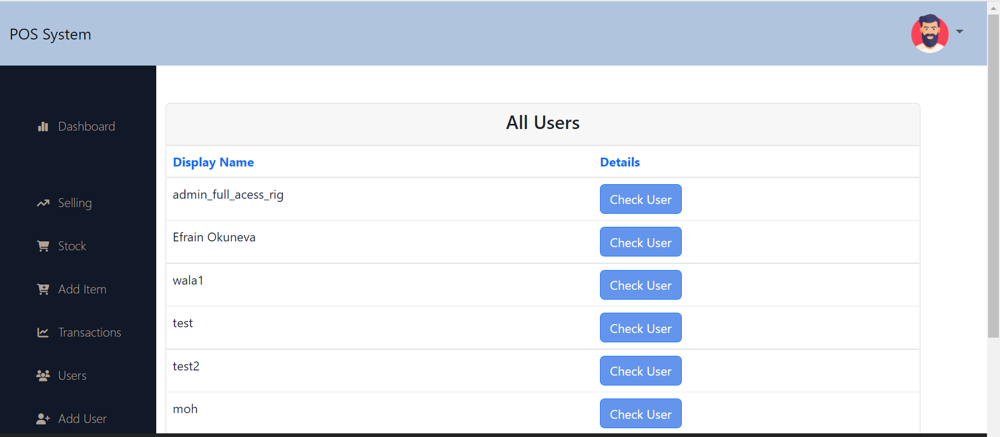 POS System
Dashboard
Selling
Stock
Add Item
Transactions
Users
Add User
All Users
Display Name Details
admin_full_acess_rig Check User
Efrain Okuneva Check User
wala1 Check User
test Check User
test2 Check User
moh Check User